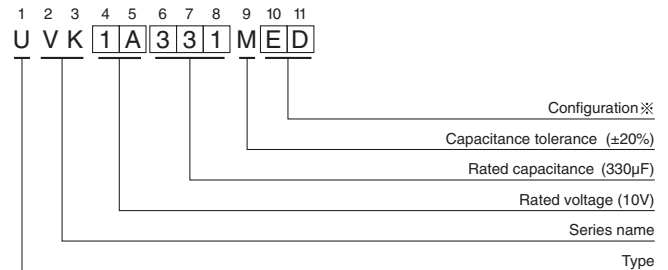 1 2 3 4 5 6 7 8 9 10 11
U V K 1 A 3 3 1 M E D
Configuration※
Capacitance tolerance (±20%)
Rated capacitance (330µF)
Rated voltage (10V)
Series name
Type